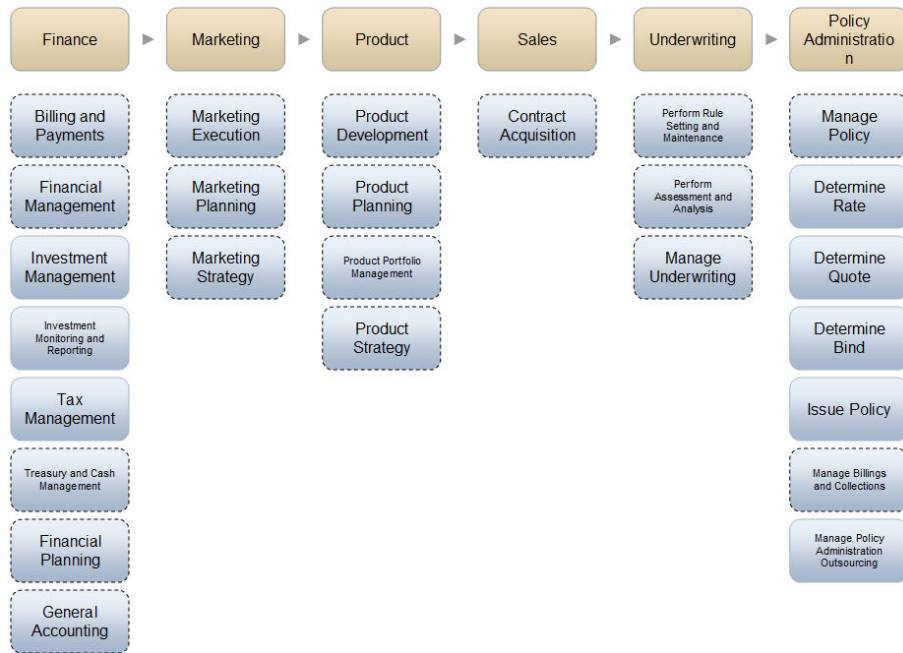 Finance
Marketing
Product
Sales
Underwriting
Policy
Administratio
n
Billing and
Payments
Financial
Management
Investment
Management
Investment
Monitoring and
Reporting
Tax
Management
Treasury and Cash
Management
Financial
Planning
General
Accounting
Marketing
Execution
Marketing
Planning
Marketing
Strategy
Product
Development
Product
Planning
Product Portfolio
Management
Product
Strategy
Contract
Acquisition
Perform Rule
Setting and
Maintenance
Perform
Assessment and
Analysis
Manage
Underwriting
Manage
Policy
Determine
Rate
Determine
Quote
Determine
Bind
Issue Policy
Manage Billings
and Collections
Manage Policy
Administration
Outsourcing